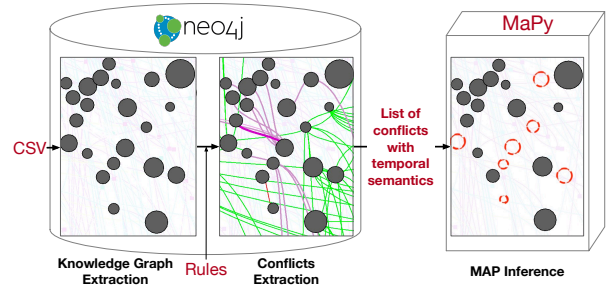 neo4j
MaPy
CSV
List of
conflicts
with
temporal
semantics
Knowledge Graph
Extraction
Rules
Conflicts
Extraction
MAP Inference